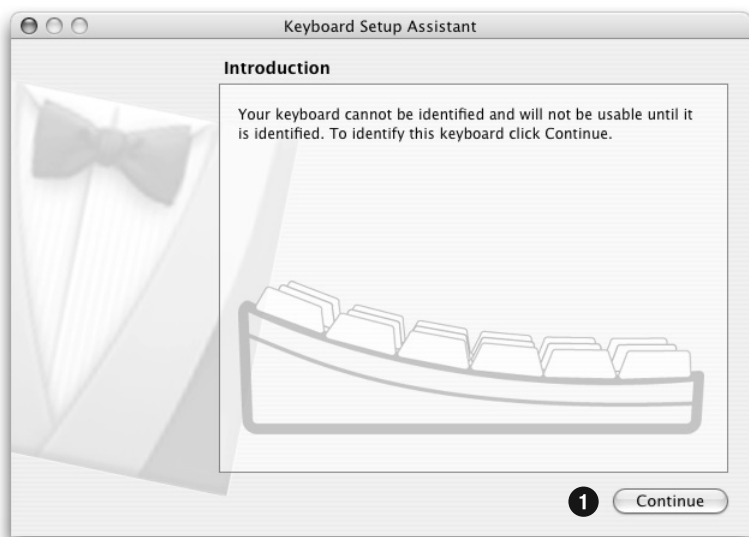 Keyboard Setup Assistant
Introduction
Your keyboard cannot be identified and will not be usable until it
is identified. To identify this keyboard click Continue.
1 Continue